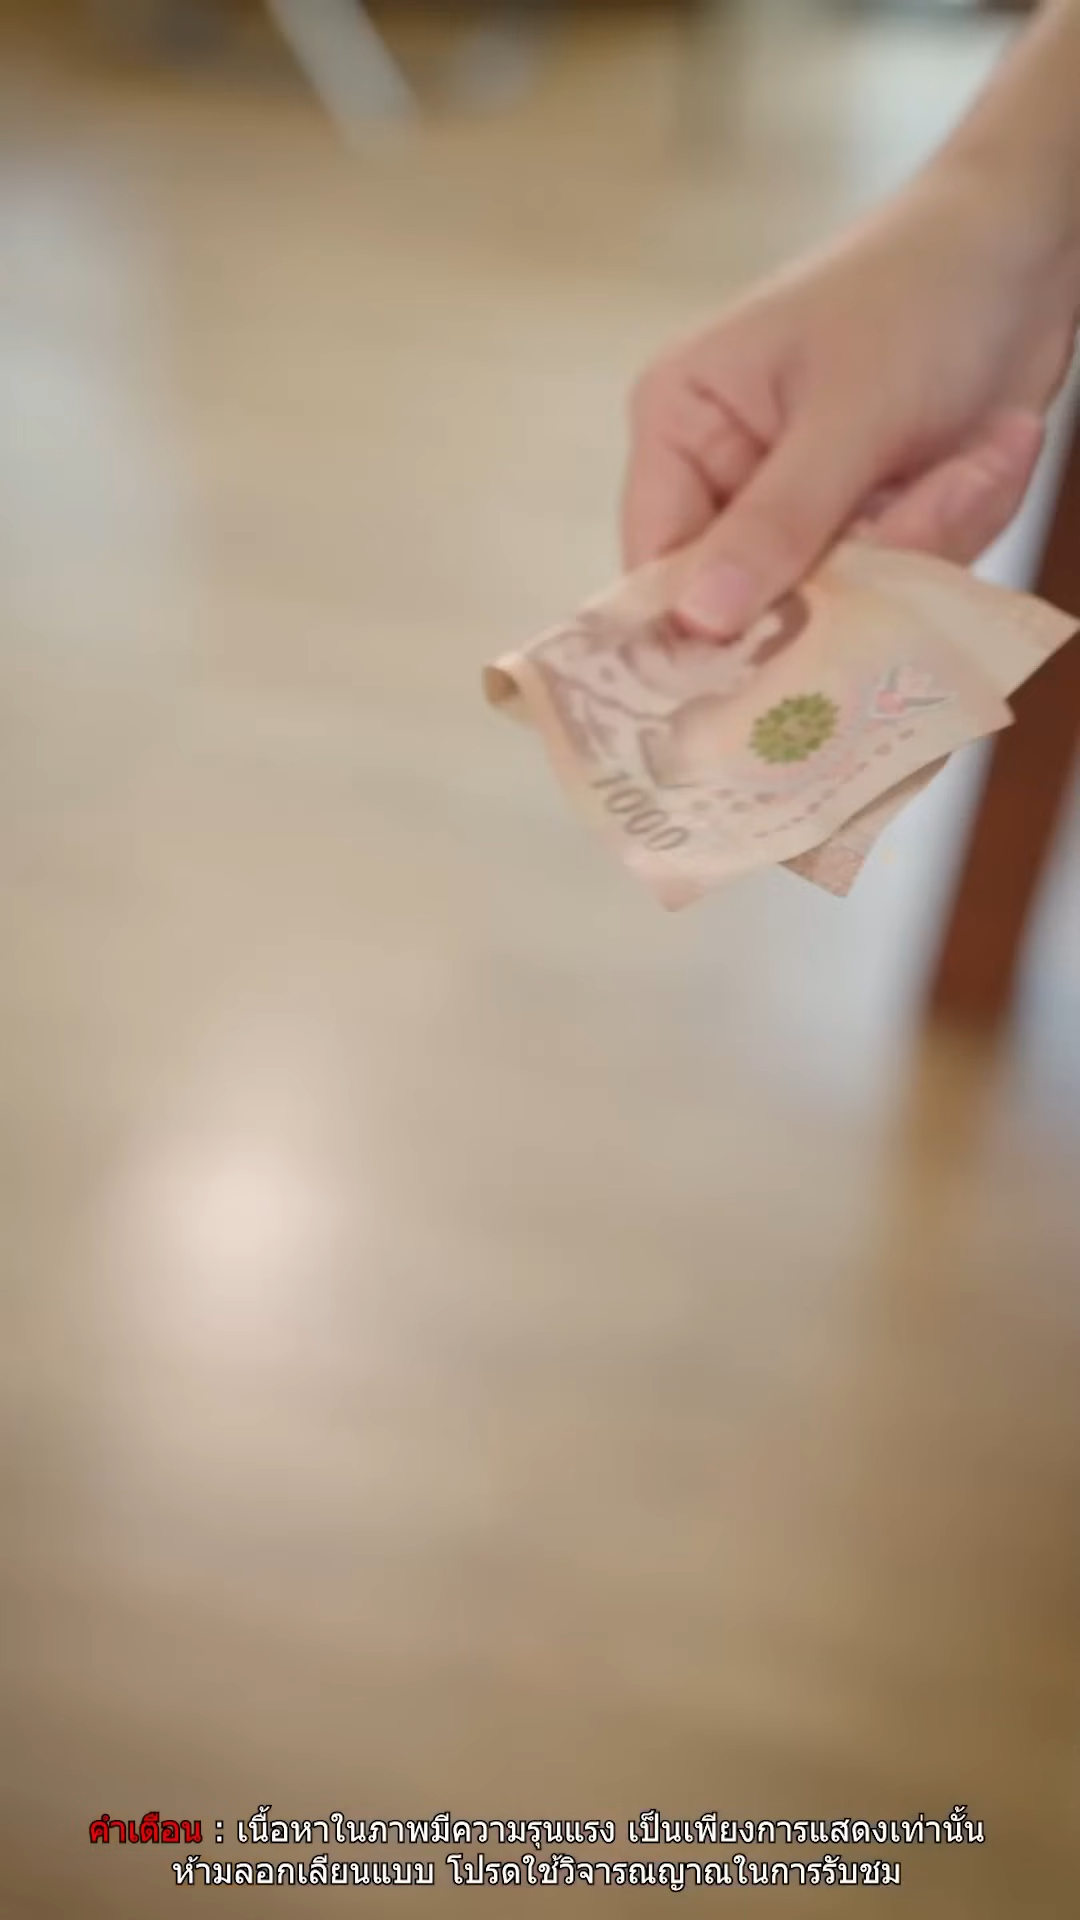 1000
คำเตือน : เนื้อหาในภาพมีความรุนแรง เป็นเพียงการแสดงเท่านั้น
ห้ามลอกเลียนแบบ โปรดใช้วิจารณญาณในการรับชม